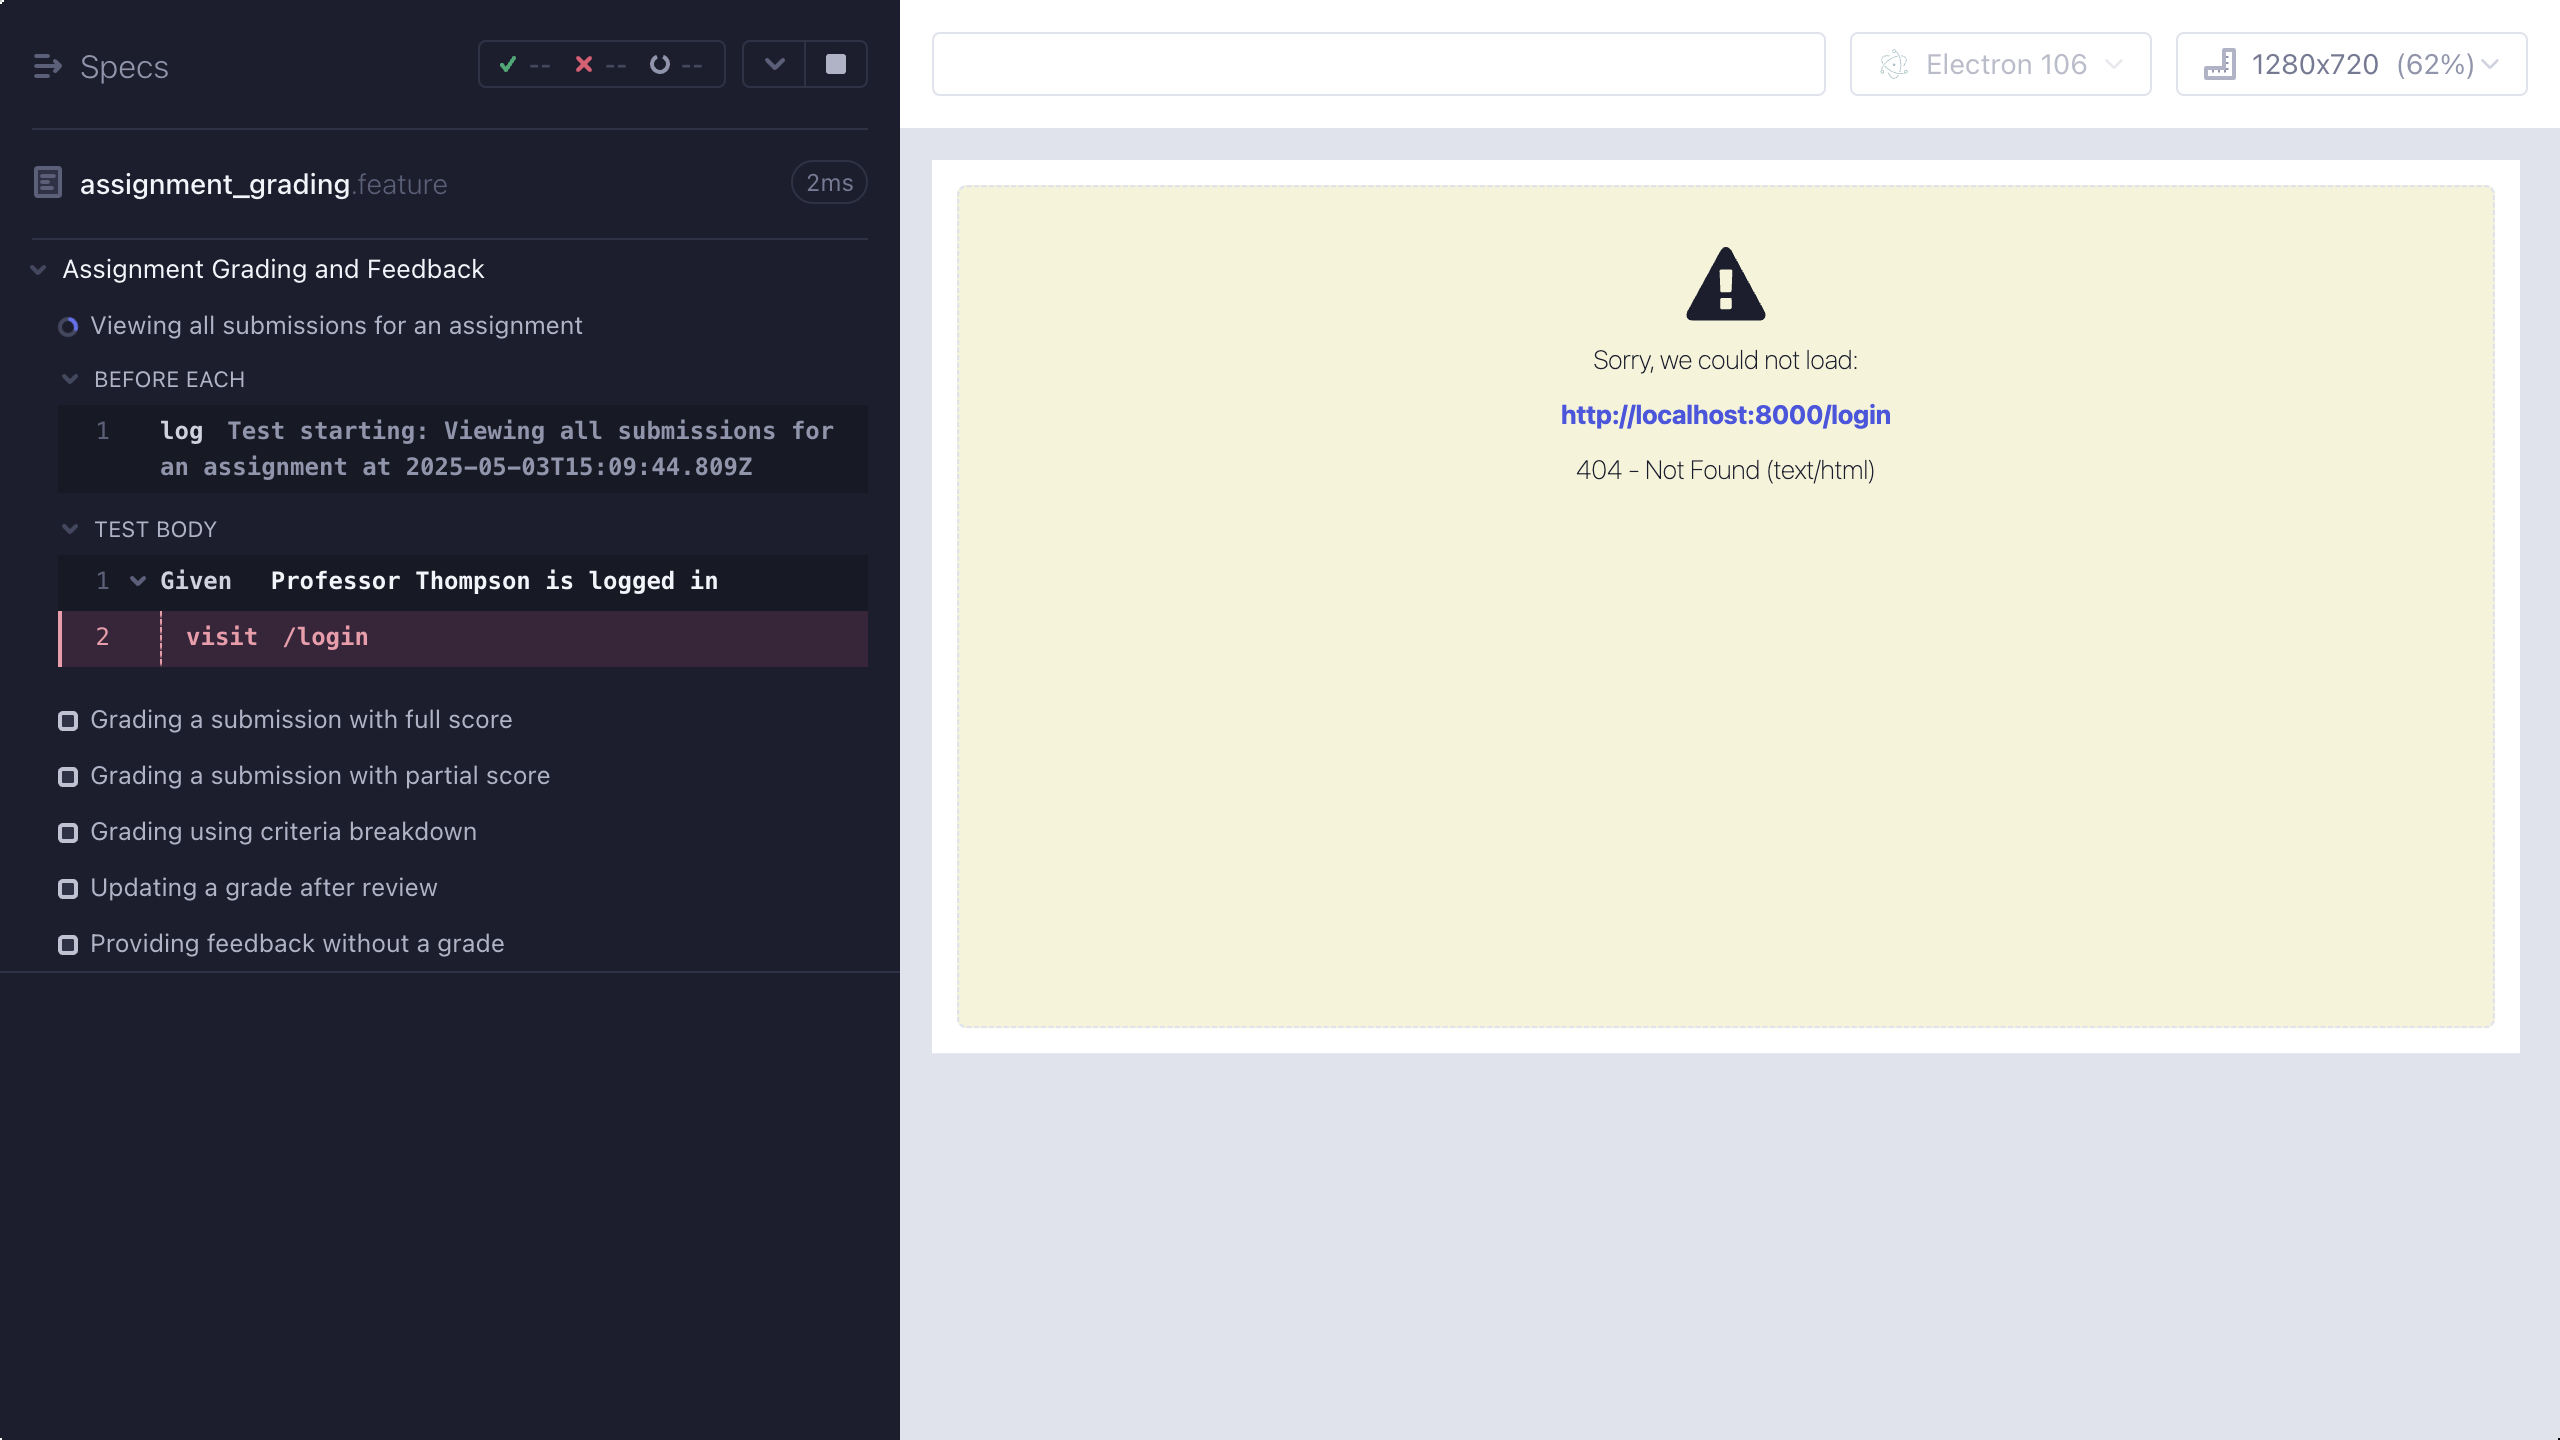 Specs
-- -- --
assignment_grading.feature
2ms
Assignment Grading and Feedback
Viewing all submissions for an assignment
BEFORE EACH
1 log Test starting: Viewing all submissions for
an assignment at 2025-05-03T15:09:44.809Z
TEST BODY
1 Given Professor Thompson is logged in
2 visit /login
Grading a submission with full score
Grading a submission with partial score
Grading using criteria breakdown
Updating a grade after review
Providing feedback without a grade
Electron 106
1280x720 (62%)
Sorry, we could not load:
http://localhost:8000/login
404 - Not Found (text/html)